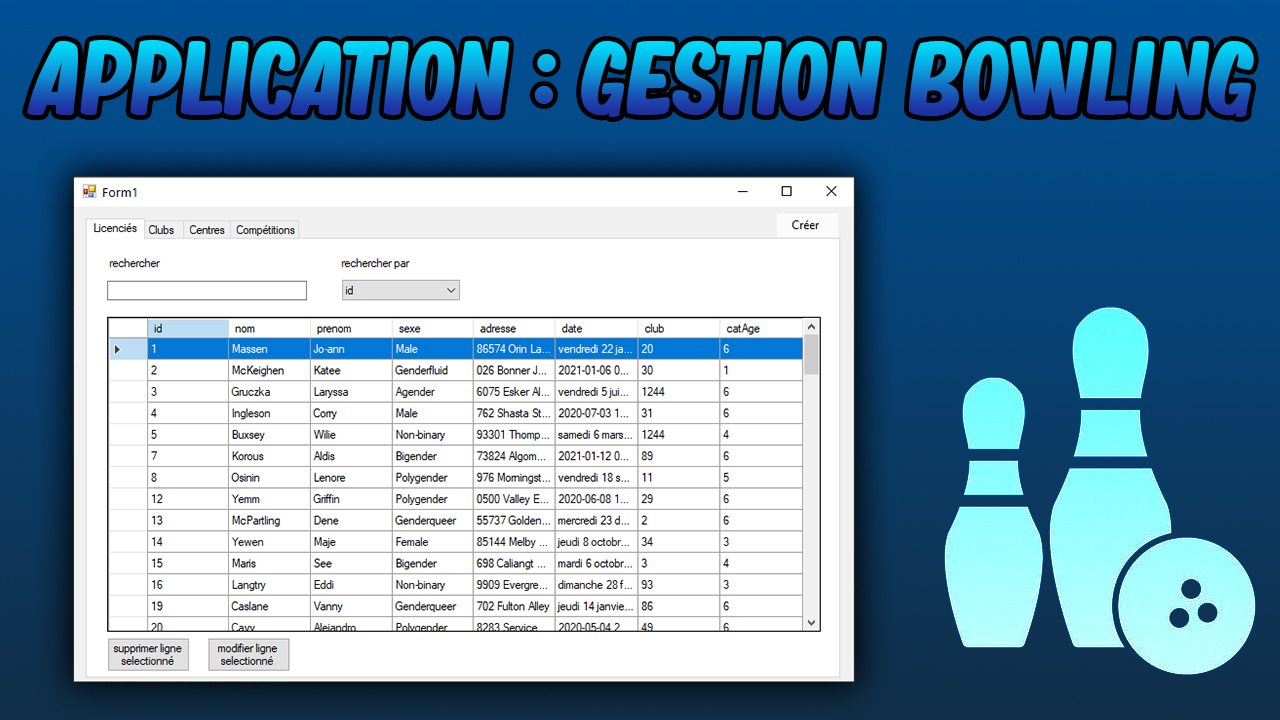 APPLICATION : GESTION BOWLING
Form1
Licenciés Clubs Centres Compétitions Créer
rechercher rechercher par
id
id nom prenom sexe adresse date club catAge
1 Massen Jo-ann Male 86574 Orin La... vendredi 22 ja... 20 6
2 McKeighen Katee Genderfluid 026 Bonner J... 2021-01-06 0... 30 1
3 Gruczka Laryssa Agender 6075 Esker Al... vendredi 5 jui... 1244 6
4 Ingleson Corry Male 762 Shasta St... 2020-07-03 1... 31 6
5 Buxsey Wilie Non-binary 93301 Thomp... samedi 6 mars... 1244 4
7 Korous Aldis Bigender 73824 Algom... 2021-01-12 0... 89 6
8 Osinin Lenore Polygender 976 Morningst... vendredi 18 s... 11 5
12 Yemm Griffin Polygender 0500 Valley E... 2020-06-08 1... 29 6
13 McPartling Dene Genderqueer 55737 Golden... mercredi 23 d... 2 6
14 Yewen Maje Female 85144 Melby ... jeudi 8 octobr... 34 3
15 Maris See Bigender 698 Caliangt ... mardi 6 octobr... 3 4
16 Langtry Eddi Non-binary 9909 Evergre... dimanche 28 f... 93 3
19 Caslane Vanny Genderqueer 702 Fulton Alley jeudi 14 janvie... 86 6
20 Cavy Alejandro Polygender 8283 Service ... 2020-05-04 2... 49 6
supprimer ligne
selectionné
modifier ligne
selectionné